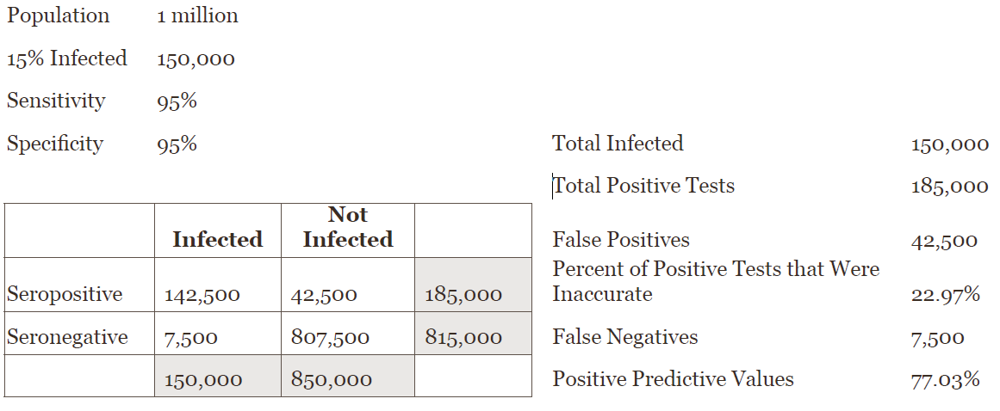 Population 1 million
15% Infected 150,000
Sensitivity 95%
Specificity 95%
Total Infected 150,000
Total Positive Tests 185,000
False Positives 42,500
Percent of Positive Tests that Were
Inaccurate 22.97%
False Negatives 7,500
Positive Predictive Values 77.03%
Not
Infected Infected
Seropositive 142,500 42,500 185,000
Seronegative 7,500 807,500 815,000
150,000 850,000